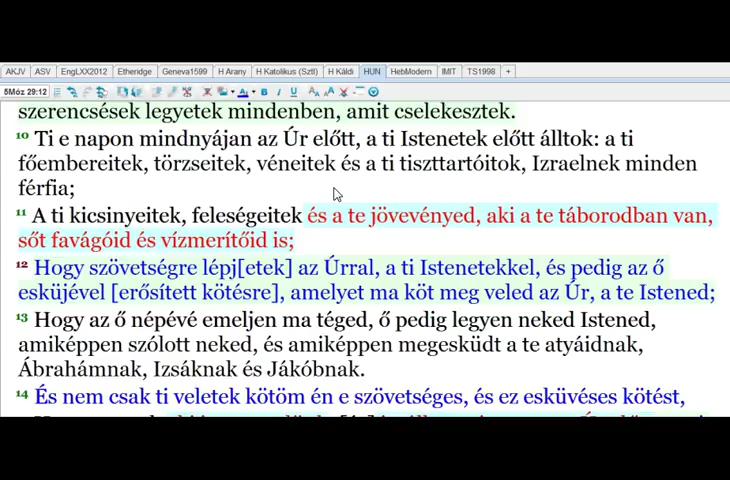 AKJV ASV EngLXX2012 Etheridge Geneva1599 H Arany H Katolikus (SztI) H Káldi HUN HebModern IMIT TS1998 +
5Móz 29:12 B I U
szerencsések legyetek mindenben, amit cselekesztek.
10 Ti e napon mindnyájan az Úr előtt, a ti Istenetek előtt álltok: a ti
főembereitek, törzseitek, véneitek és a ti tiszttartóitok, Izraelnek minden
férfia;
11 A ti kicsinyeitek, feleségeitek és a te jövevényed, aki a te táborodban van,
sőt favágóid és vízmerítőid is;
12 Hogy szövetségre lépj[etek] az Úrral, a ti Istenetekkel, és pedig az ő
esküjével [erősített kötésre], amelyet ma köt meg veled az Úr, a te Istened;
13 Hogy az ő népévé emeljen ma téged, ő pedig legyen neked Istened,
amiképpen szólott neked, és amiképpen megesküdt a te atyáidnak,
Ábrahámnak, Izsáknak és Jákóbnak.
14 És nem csak ti veletek kötöm én e szövetséges, és ez esküvéses kötést,